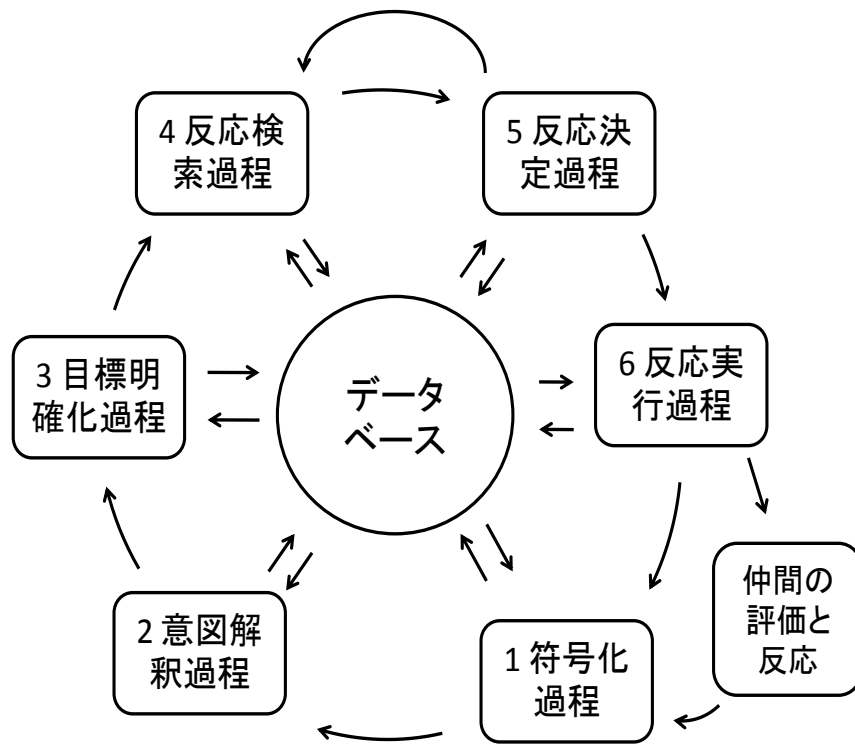 4 反応検
索過程
5 反応決
定過程
3 目標明
確化過程
データ
ベース
6 反応実
行過程
2 意図解
釈過程
1 符号化
過程
仲間の
評価と
反応